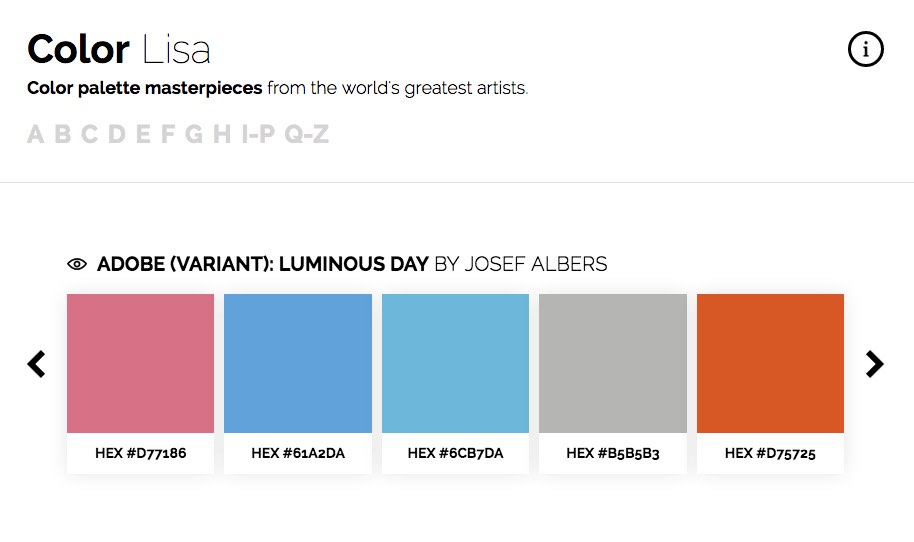 Color Lisa
Color palette masterpieces from the world's greatest artists.
A B C D E F G H I-P Q-Z
ADOBE (VARIANT): LUMINOUS DAY BY JOSEF ALBERS
HEX #D77186 HEX #61A2DA HEX #6CB7DA HEX #B5B5B3 HEX #D75725